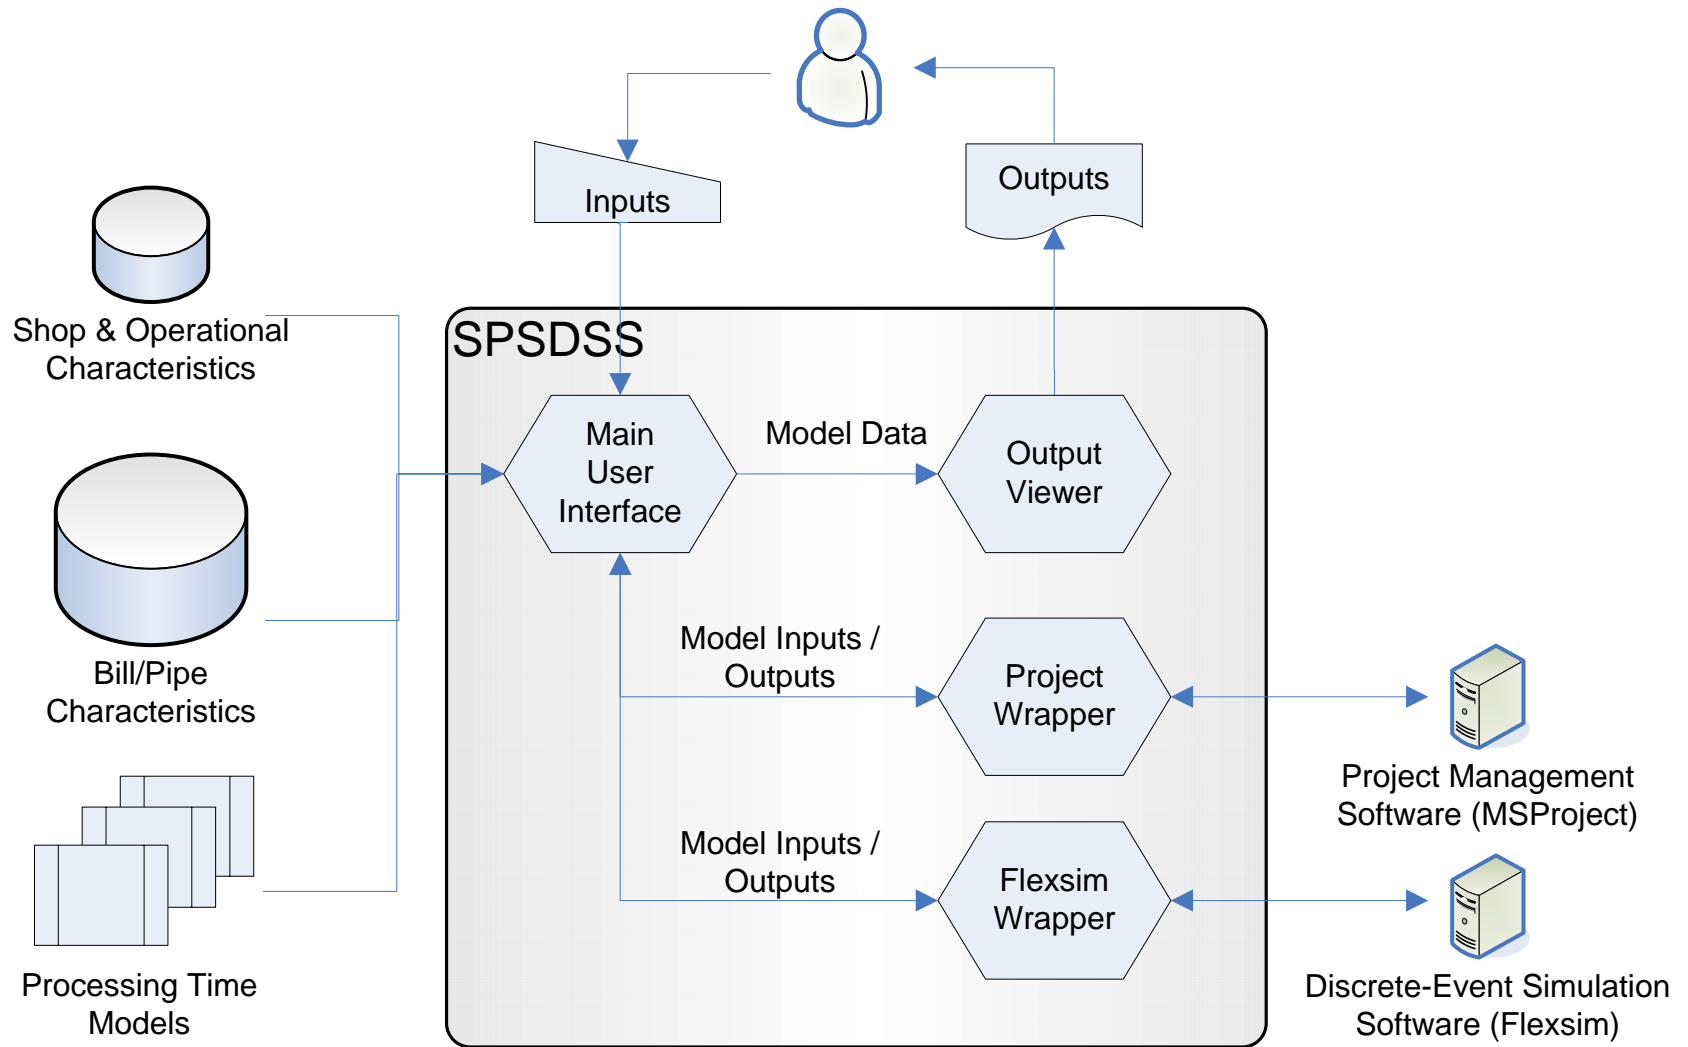 Inputs
Outputs
Shop & Operational
Characteristics
SPSDSS
Main
User
Interface
Model Data
Output
Viewer
Bill/Pipe
Characteristics
Model Inputs /
Outputs
Project
Wrapper
Project Management
Software (MSProject)
Processing Time
Models
Model Inputs /
Outputs
Flexsim
Wrapper
Discrete-Event Simulation
Software (Flexsim)